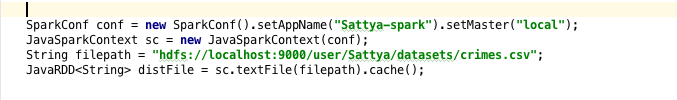 SparkConf conf = new SparkConf().setAppName("Sattya-spark").setMaster("local");
JavaSparkContext sc = new JavaSparkContext(conf);
String filepath = "hdfs://localhost:9000/user/Sattya/datasets/crimes.csv";
JavaRDD<String> distFile = sc.textFile(filepath).cache();